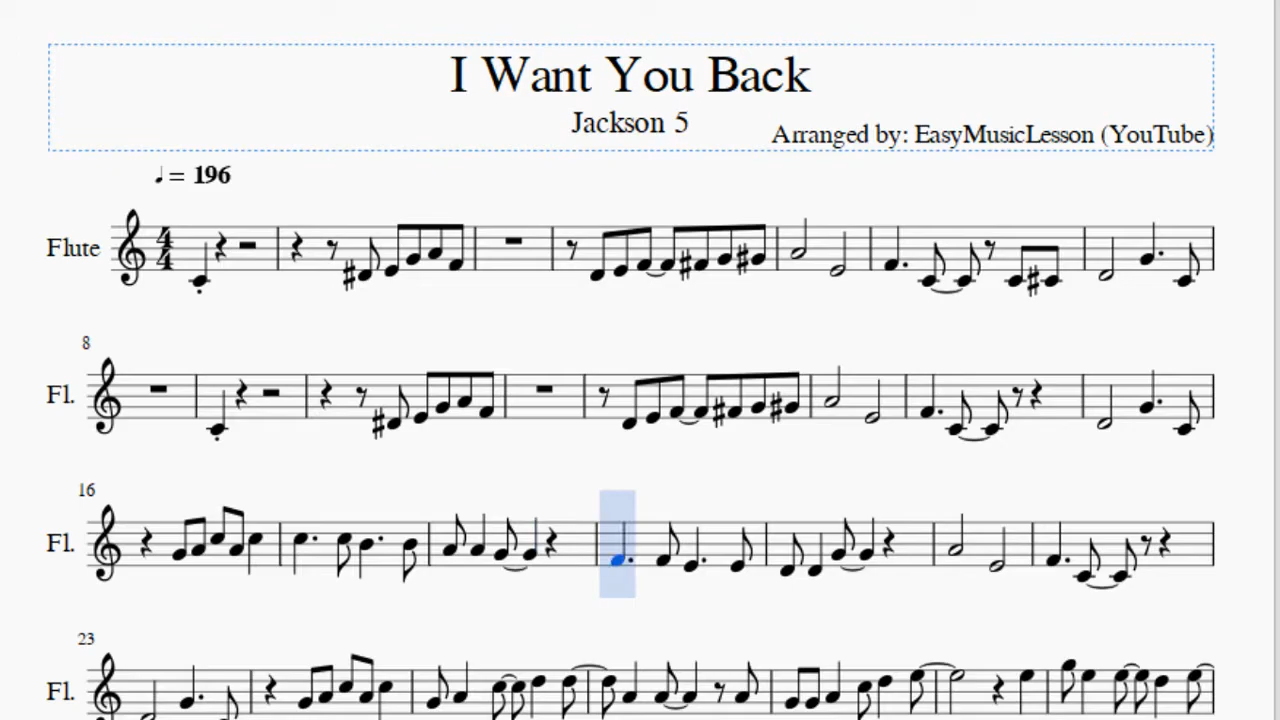 I Want You Back
Jackson 5
Arranged by: EasyMusicLesson (YouTube)
♩ = 196
Flute
8
Fl.
16
Fl.
23
Fl.